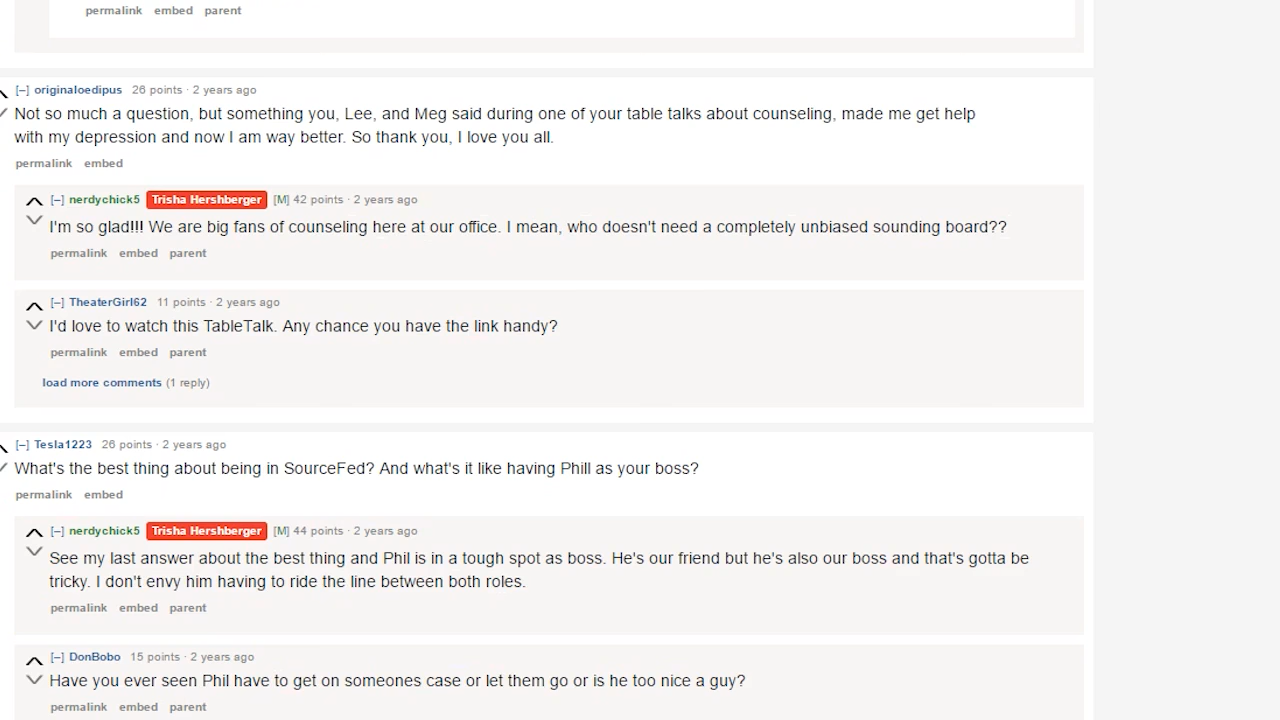 permalink embed parent
[–] originaloedipus 26 points · 2 years ago
Not so much a question, but something you, Lee, and Meg said during one of your table talks about counseling, made me get help
with my depression and now I am way better. So thank you, I love you all.
permalink embed
[–] nerdychick5 Trisha Hershberger [M] 42 points · 2 years ago
I'm so glad!!! We are big fans of counseling here at our office. I mean, who doesn't need a completely unbiased sounding board??
permalink embed parent
[–] TheaterGirl62 11 points · 2 years ago
I'd love to watch this TableTalk. Any chance you have the link handy?
permalink embed parent
load more comments (1 reply)
[–] Tesla1223 26 points · 2 years ago
What's the best thing about being in SourceFed? And what's it like having Phill as your boss?
permalink embed
[–] nerdychick5 Trisha Hershberger [M] 44 points · 2 years ago
See my last answer about the best thing and Phil is in a tough spot as boss. He's our friend but he's also our boss and that's gotta be
tricky. I don't envy him having to ride the line between both roles.
permalink embed parent
[–] DonBobo 15 points · 2 years ago
Have you ever seen Phil have to get on someones case or let them go or is he too nice a guy?
permalink embed parent